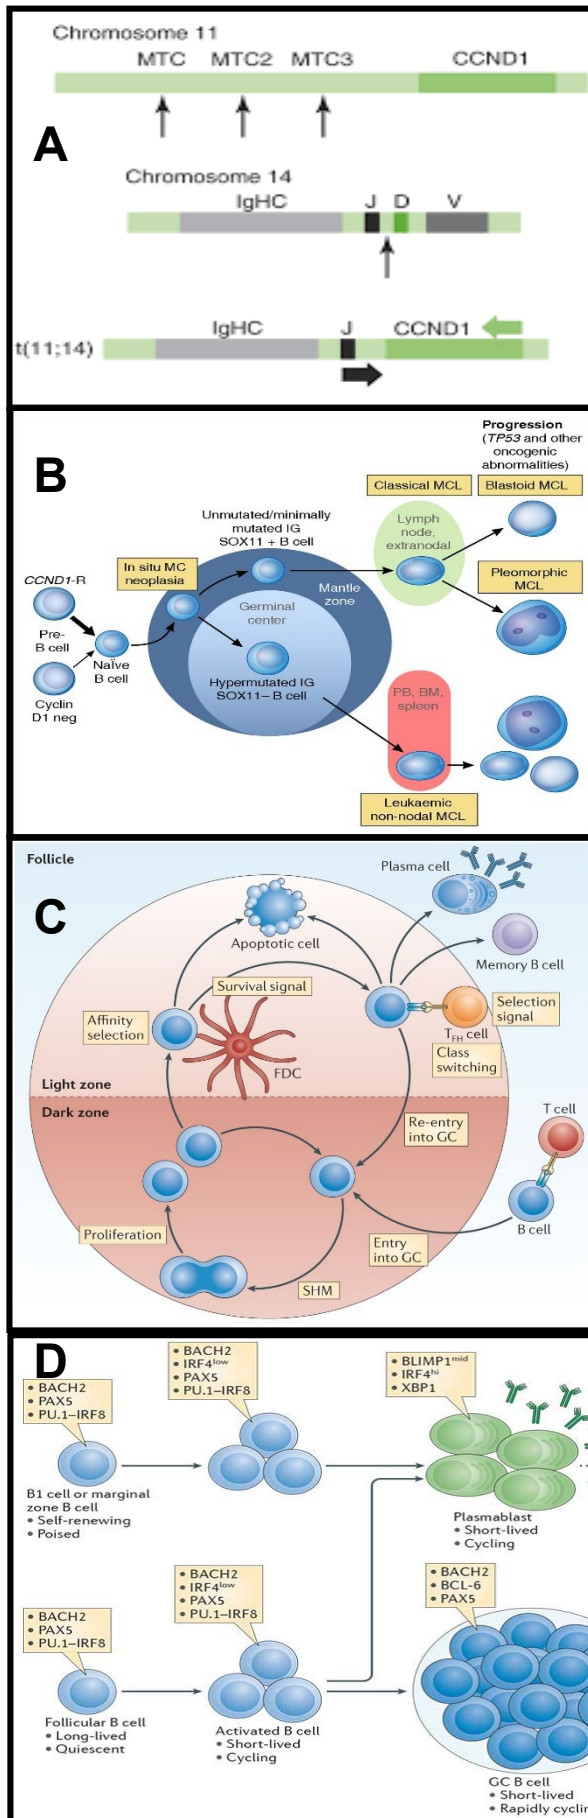 Chromosome 11
MTC MTC2 MTC3 CCND1
A
Chromosome 14
IgHC J D V
t(11;14) IgHC J CCND1
B
Progression
(TP53 and other
oncogenic
abnormalities)
Classical MCL
Blastoid MCL
Unmutated/minimally
mutated IG
SOX11 + B cell
Lymph
node,
extranodal
In situ MC
neoplasia
Mantle
zone
Pleomorphic
MCL
CCND1-R
Germinal
center
Pre-
B cell
Naïve
B cell
Hypermutated IG
SOX11– B cell
Cyclin
D1 neg
PB, BM,
spleen
Leukaemic
non-nodal MCL
Follicle
C
Plasma cell
Apoptotic cell
Memory B cell
Survival signal
Affinity
selection
Selection
signal
TFH cell
FDC
Class
switching
Light zone
Dark zone
Re-entry
into GC
T cell
B cell
Proliferation
Entry
into GC
SHM
D
• BACH2
• PAX5
• PU.1–IRF8
• BACH2
• IRF4low
• PAX5
• PU.1–IRF8
• BLIMP1mid
• IRF4hi
• XBP1
B1 cell or marginal
zone B cell
• Self-renewing
• Poised
Plasmablast
• Short-lived
• Cycling
• BACH2
• PAX5
• PU.1–IRF8
• BACH2
• IRF4low
• PAX5
• PU.1–IRF8
• BACH2
• BCL-6
• PAX5
Follicular B cell
• Long-lived
• Quiescent
Activated B cell
• Short-lived
• Cycling
GC B cell
• Short-lived
• Rapidly